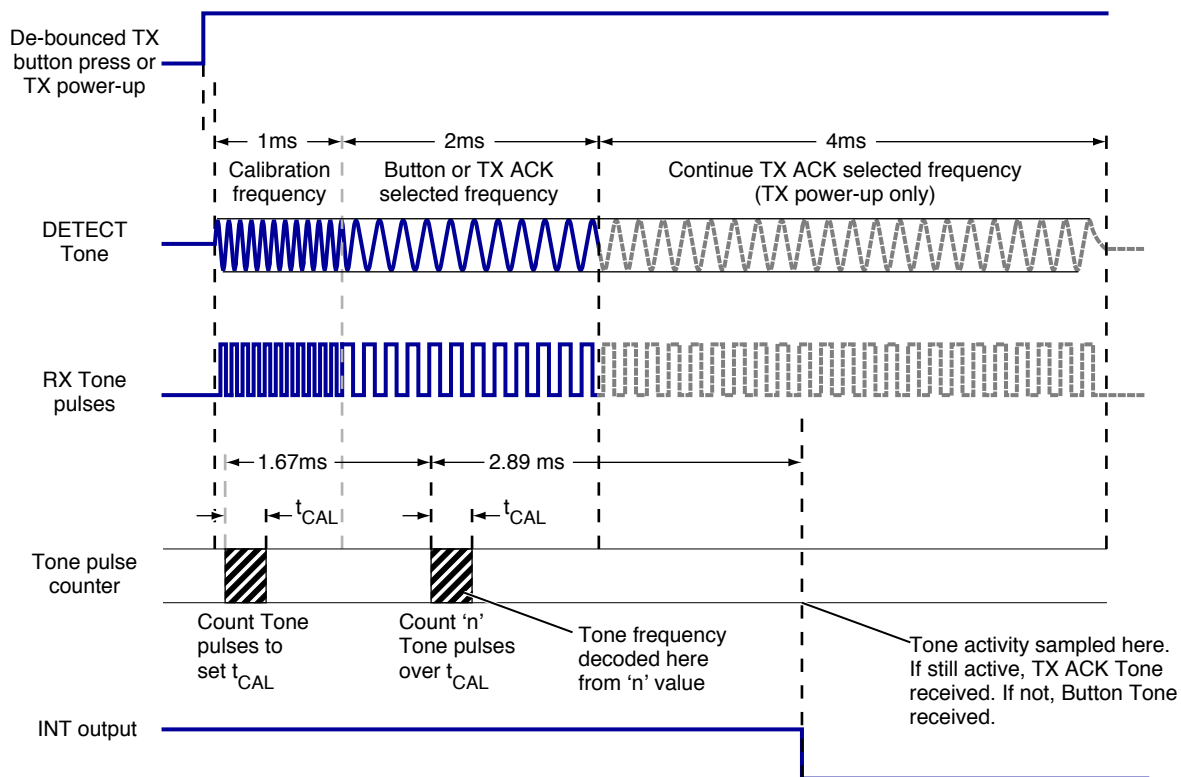 De-bounced TX
button press or
TX power-up
1ms
2ms
4ms
Calibration
frequency
Button or TX ACK
selected frequency
Continue TX ACK selected frequency
(TX power-up only)
DETECT
Tone
RX Tone
pulses
1.67ms
2.89 ms
tCAL
tCAL
Tone pulse
counter
Count Tone
pulses to
set tCAL
Count ‘n’
Tone pulses
over tCAL
Tone frequency
decoded here
from ‘n’ value
Tone activity sampled here.
If still active, TX ACK Tone
received. If not, Button Tone
received.
INT output